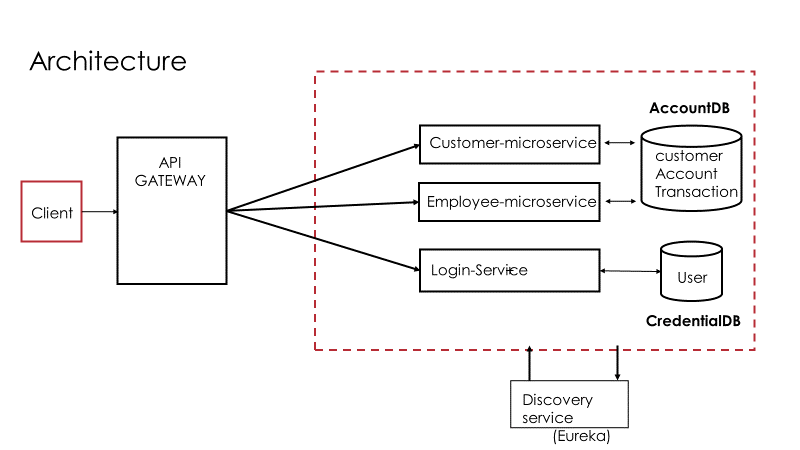 Architecture
AccountDB
Customer-microservice
customer
Account
Transaction
API
GATEWAY
Employee-microservice
Client
Login-Service
User
CredentialDB
Discovery
service
(Eureka)